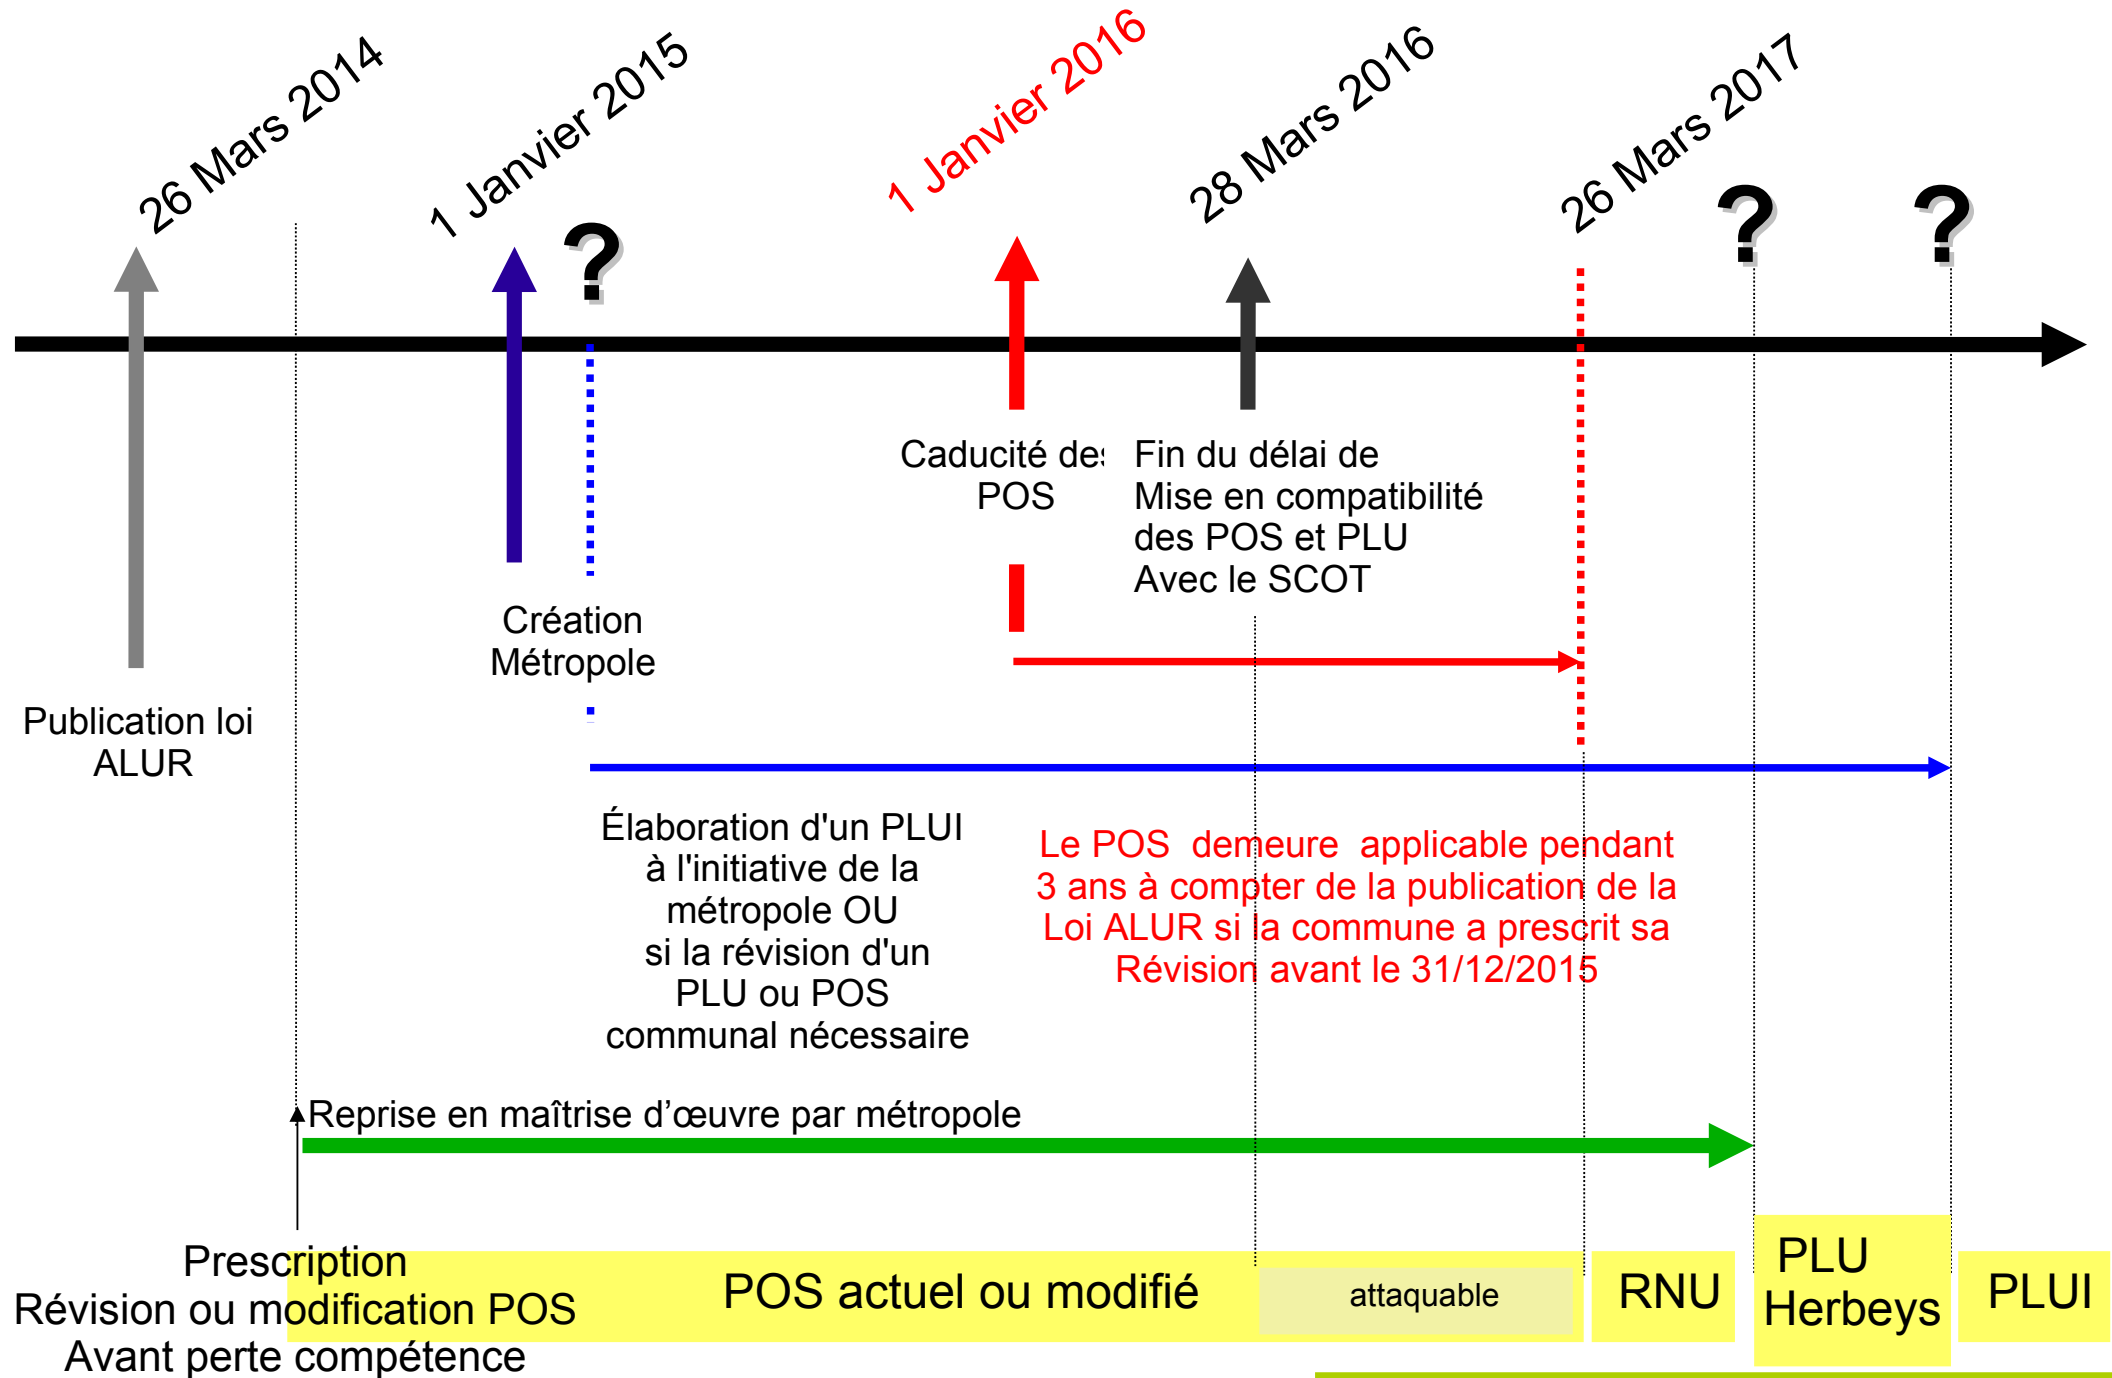 26 Mars 2014
1 Janvier 2015
1 Janvier 2016
28 Mars 2016
26 Mars 2017
?
?
?
Caducité des
POS
Fin du délai de
Mise en compatibilité
des POS et PLU
Avec le SCOT
Création
Métropole
Publication loi
ALUR
Élaboration d'un PLUI
à l'initiative de la
métropole OU
si la révision d'un
PLU ou POS
communal nécessaire
Le POS demeure applicable pendant
3 ans à compter de la publication de la
Loi ALUR si la commune a prescrit sa
Révision avant le 31/12/2015
Reprise en maîtrise d’œuvre par métropole
Prescription
Révision ou modification POS
Avant perte compétence
POS actuel ou modifié
attaquable
RNU
PLU
Herbeys
PLUI